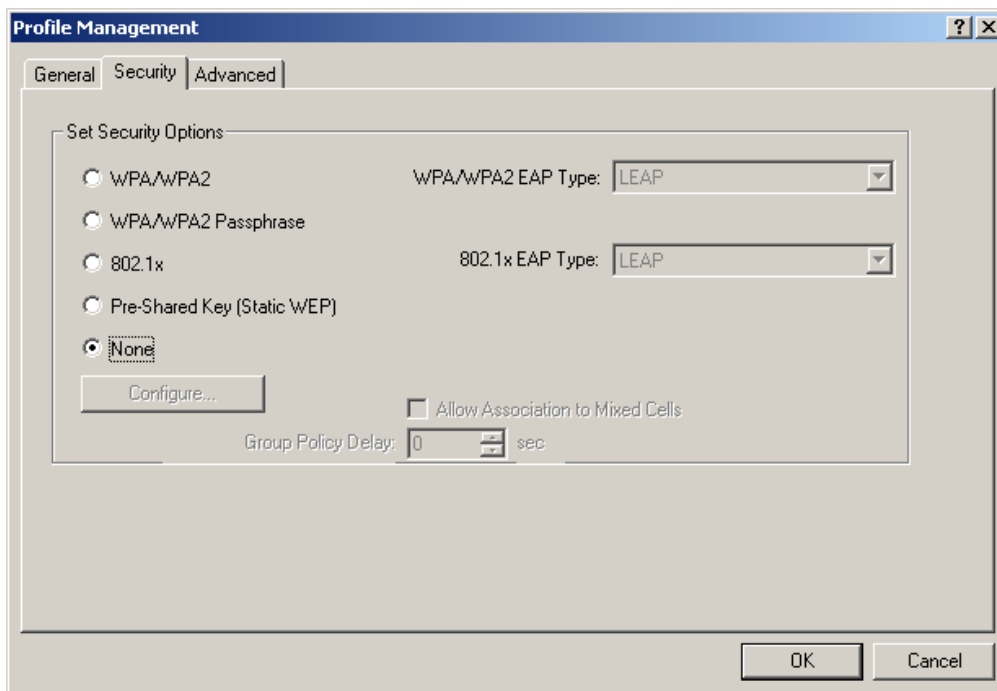 Profile Management
General Security Advanced
Set Security Options
WPA/WPA2 WPA/WPA2 EAP Type: LEAP
WPA/WPA2 Passphrase
802.1x 802.1x EAP Type: LEAP
Pre-Shared Key (Static WEP)
None
Configure...
Allow Association to Mixed Cells
Group Policy Delay: 0 sec
OK Cancel